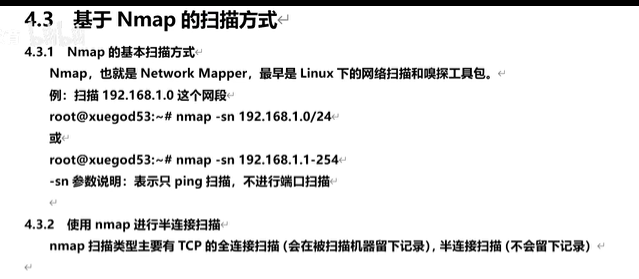 4.3 基于 Nmap 的扫描方式
4.3.1 Nmap 的基本扫描方式
Nmap，也就是 Network Mapper，最早是 Linux 下的网络扫描和嗅探工具包。
例：扫描 192.168.1.0 这个网段
root@xuegod53:~# nmap -sn 192.168.1.0/24
或
root@xuegod53:~# nmap -sn 192.168.1.1-254
-sn 参数说明：表示只 ping 扫描，不进行端口扫描
4.3.2 使用 nmap 进行半连接扫描
nmap 扫描类型主要有 TCP 的全连接扫描（会在被扫描机器留下记录），半连接扫描（不会留下记录）